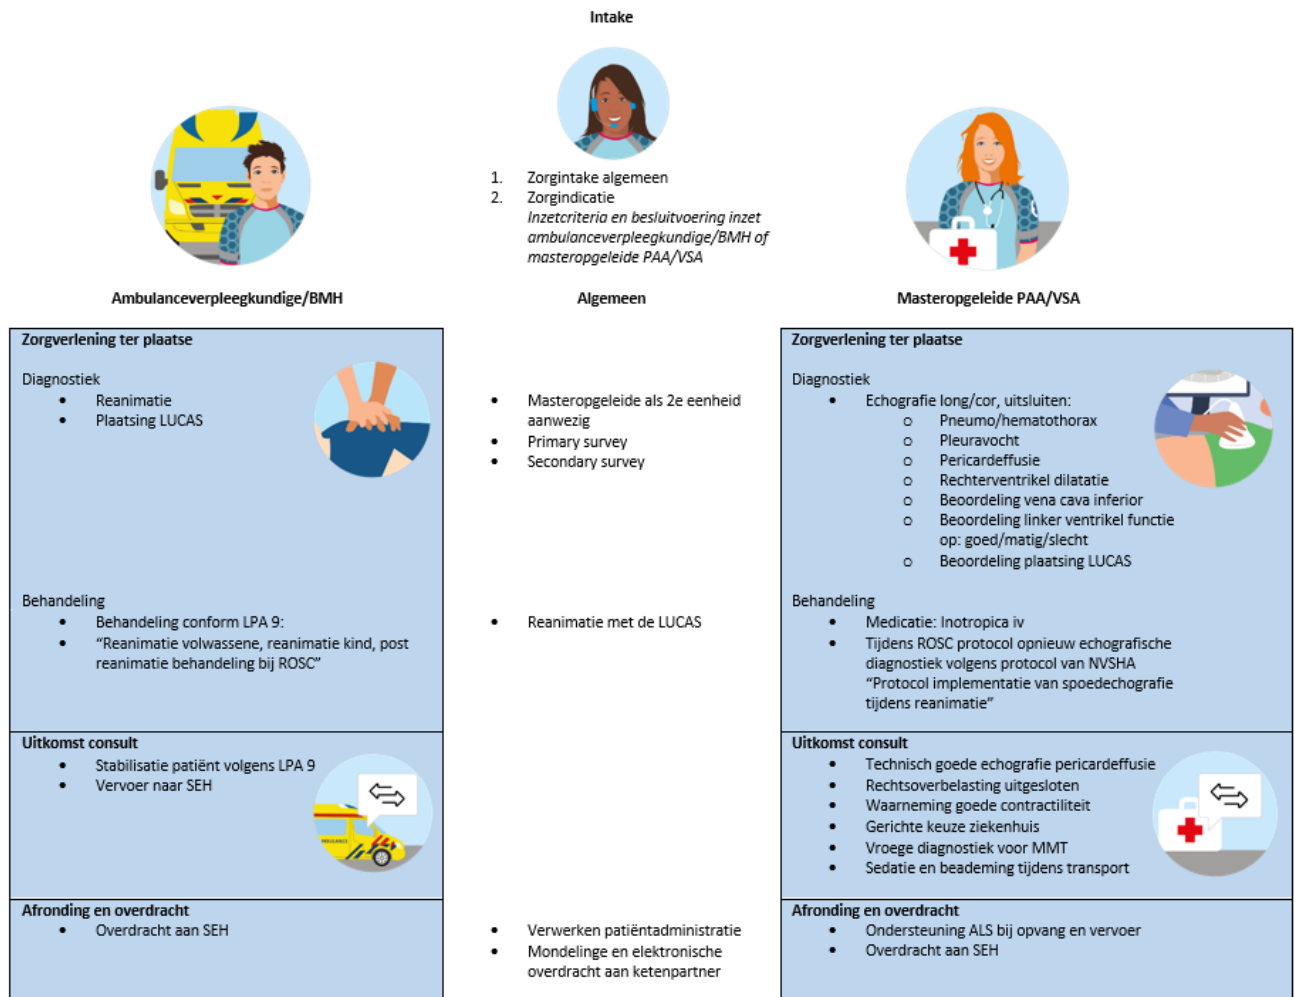 Intake
1. Zorgintake algemeen
2. Zorgindicatie
Inzetcriteria en besluitvoering inzet
ambulanceverpleegkundige/BMH of
masteropgeleide PAA/VSA
Ambulanceverpleegkundige/BMH
Algemeen
Masteropgeleide PAA/VSA
Zorgverlening ter plaatse
Diagnostiek
• Reanimatie
• Plaatsing LUCAS
• Masteropgeleide als 2e eenheid
aanwezig
• Primary survey
• Secondary survey
Zorgverlening ter plaatse
Diagnostiek
• Echografie long/cor, uitsluiten:
o Pneumo/hematothorax
o Pleuravocht
o Pericardeffusie
o Rechterventrikel dilatatie
o Beoordeling vena cava inferior
o Beoordeling linker ventrikel functie
op: goed/matig/slecht
o Beoordeling plaatsing LUCAS
Behandeling
• Behandeling conform LPA 9:
• “Reanimatie volwassene, reanimatie kind, post
reanimatie behandeling bij ROSC”
• Reanimatie met de LUCAS
Behandeling
• Medicatie: Inotropica iv
• Tijdens ROSC protocol opnieuw echografische
diagnostiek volgens protocol van NVSHA
“Protocol implementatie van spoedechografie
tijdens reanimatie”
Uitkomst consult
• Stabilisatie patiënt volgens LPA 9
• Vervoer naar SEH
AMBULANCE
Uitkomst consult
• Technisch goede echografie pericardeffusie
• Rechtsoverbelasting uitgesloten
• Waarneming goede contractiliteit
• Gerichte keuze ziekenhuis
• Vroege diagnostiek voor MMT
• Sedatie en beademing tijdens transport
Afronding en overdracht
• Overdracht aan SEH
• Verwerken patiëntadministratie
• Mondelinge en elektronische
overdracht aan ketenpartner
Afronding en overdracht
• Ondersteuning ALS bij opvang en vervoer
• Overdracht aan SEH